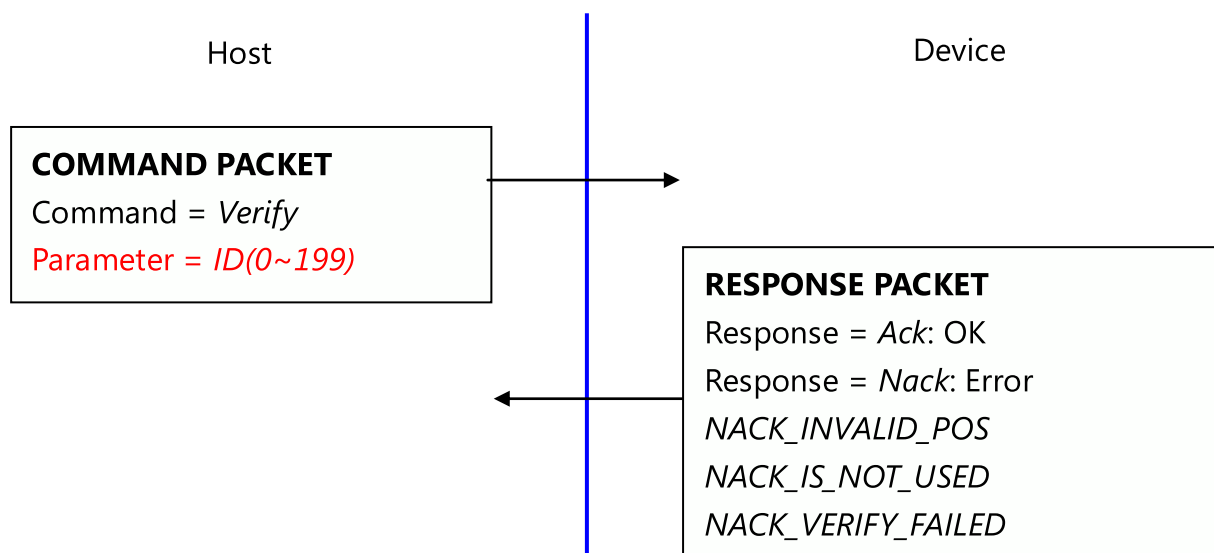 Host
Device
COMMAND PACKET
Command = Verify
Parameter = ID(0~199)
RESPONSE PACKET
Response = Ack: OK
Response = Nack: Error
NACK_INVALID_POS
NACK_IS_NOT_USED
NACK_VERIFY_FAILED